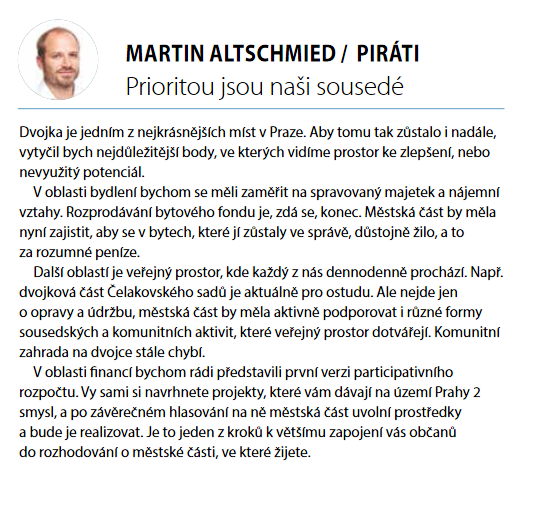 MARTIN ALTSCHMIED / PIRÁTI
Prioritou jsou naši sousedé
Dvojka je jedním z nejkrásnějších míst v Praze. Aby tomu tak zůstalo i nadále,
vytyčil bych nejdůležitější body, ve kterých vidíme prostor ke zlepšení, nebo
nevyužitý potenciál.
V oblasti bydlení bychom se měli zaměřit na spravovaný majetek a nájemní
vztahy. Rozprodávání bytového fondu je, zdá se, konec. Městská část by měla
nyní zajistit, aby se v bytech, které jí zůstaly ve správě, důstojně žilo, a to
za rozumné peníze.
Další oblastí je veřejný prostor, kde každý z nás dennodenně prochází. Např.
dvojková část Čelakovského sadů je aktuálně pro ostudu. Ale nejde jen
o opravy a údržbu, městská část by měla aktivně podporovat i různé formy
sousedských a komunitních aktivit, které veřejný prostor dotvářejí. Komunitní
zahrada na dvojce stále chybí.
V oblasti financí bychom rádi představili první verzi participativního
rozpočtu. Vy sami si navrhnete projekty, které vám dávají na území Prahy 2
smysl, a po závěrečném hlasování na ně městská část uvolní prostředky
a bude je realizovat. Je to jeden z kroků k většímu zapojení vás občanů
do rozhodování o městské části, ve které žijete.